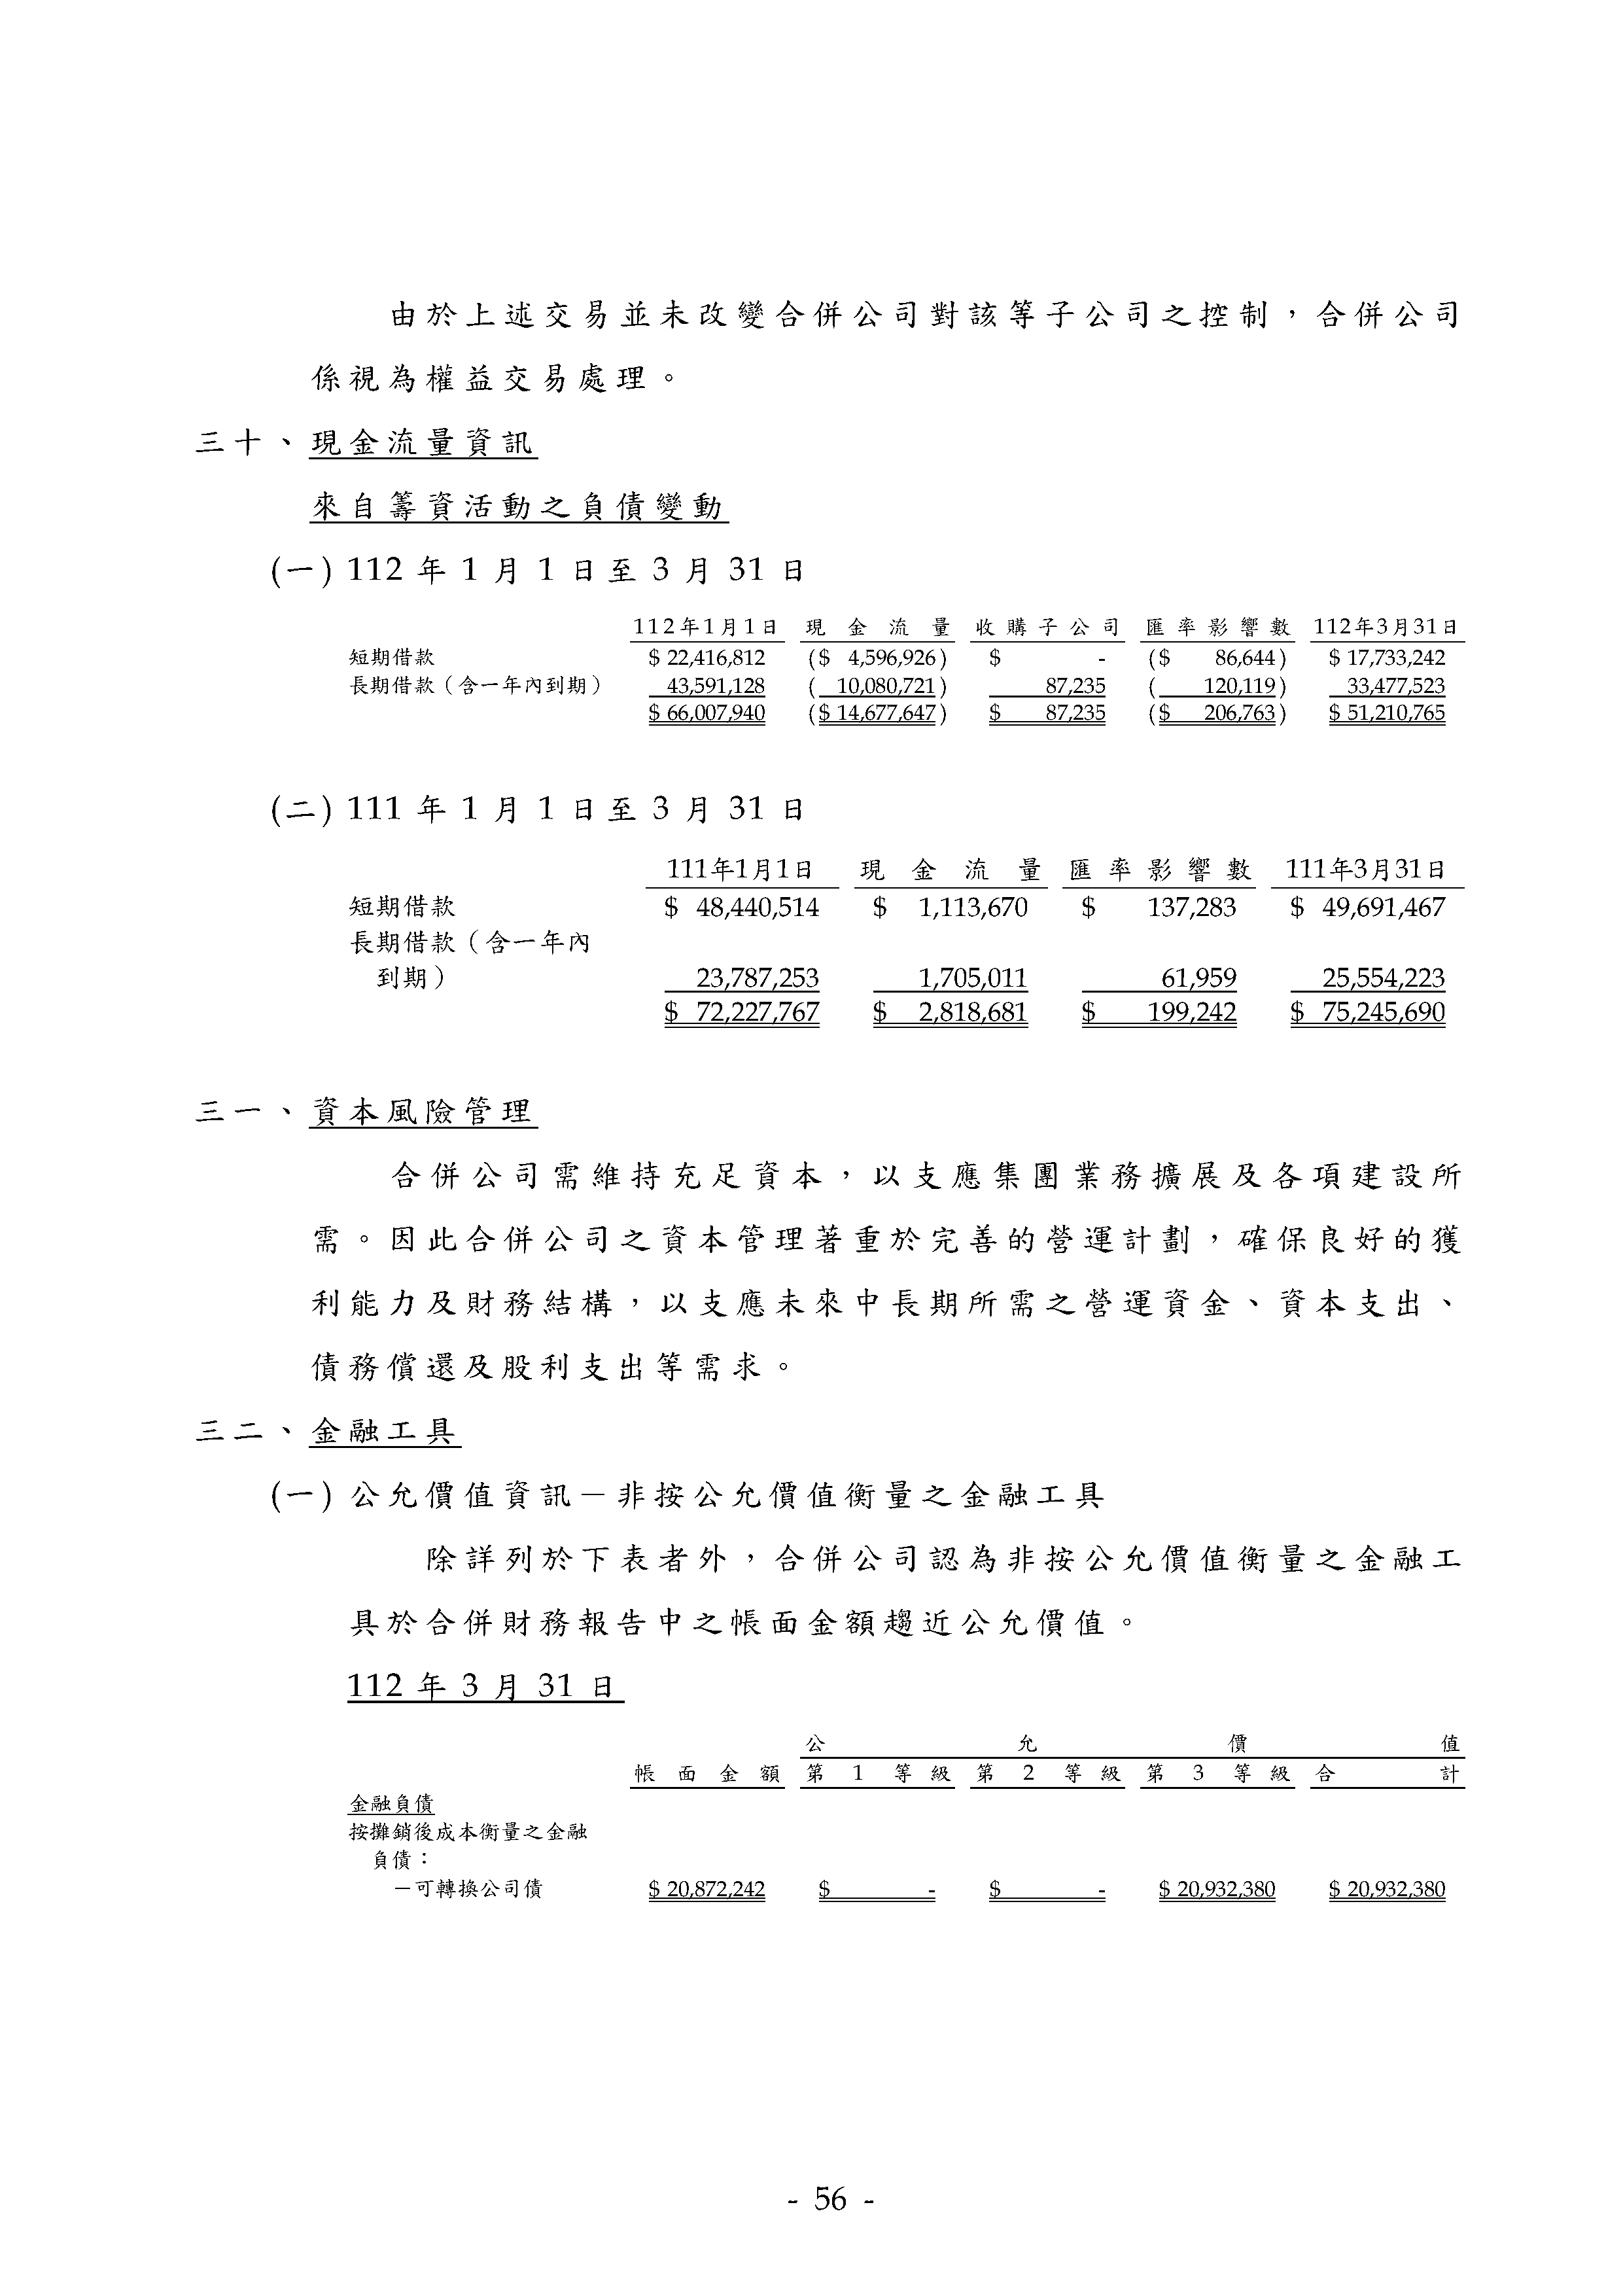 由於上述交易並未改變合併公司對該等子公司之控制，合併公司
係視為權益交易處理。
三十、現金流量資訊
來自籌資活動之負債變動
(一) 112 年 1 月 1 日至 3 月 31 日
112年1月1日 現金流量 收購子公司 匯率影響數 112年3月31日
短期借款 $ 22,416,812 ($ 4,596,926) $ - ($ 86,644) $ 17,733,242
長期借款（含一年內到期） 43,591,128 ( 10,080,721) 87,235 ( 120,119) 33,477,523
$ 66,007,940 ($ 14,677,647) $ 87,235 ($ 206,763) $ 51,210,765
(二) 111 年 1 月 1 日至 3 月 31 日
111年1月1日 現金流量 匯率影響數 111年3月31日
短期借款 $ 48,440,514 $ 1,113,670 $ 137,283 $ 49,691,467
長期借款（含一年內
到期） 23,787,253 1,705,011 61,959 25,554,223
$ 72,227,767 $ 2,818,681 $ 199,242 $ 75,245,690
三一、資本風險管理
合併公司需維持充足資本，以支應集團業務擴展及各項建設所
需。因此合併公司之資本管理著重於完善的營運計劃，確保良好的獲
利能力及財務結構，以支應未來中長期所需之營運資金、資本支出、
債務償還及股利支出等需求。
三二、金融工具
(一) 公允價值資訊－非按公允價值衡量之金融工具
除詳列於下表者外，合併公司認為非按公允價值衡量之金融工
具於合併財務報告中之帳面金額趨近公允價值。
112 年 3 月 31 日
公允價值
帳面金額 第 1 等級 第 2 等級 第 3 等級 合計
金融負債
按攤銷後成本衡量之金融
負債：
－可轉換公司債 $ 20,872,242 $ - $ - $ 20,932,380 $ 20,932,380
- 56 -